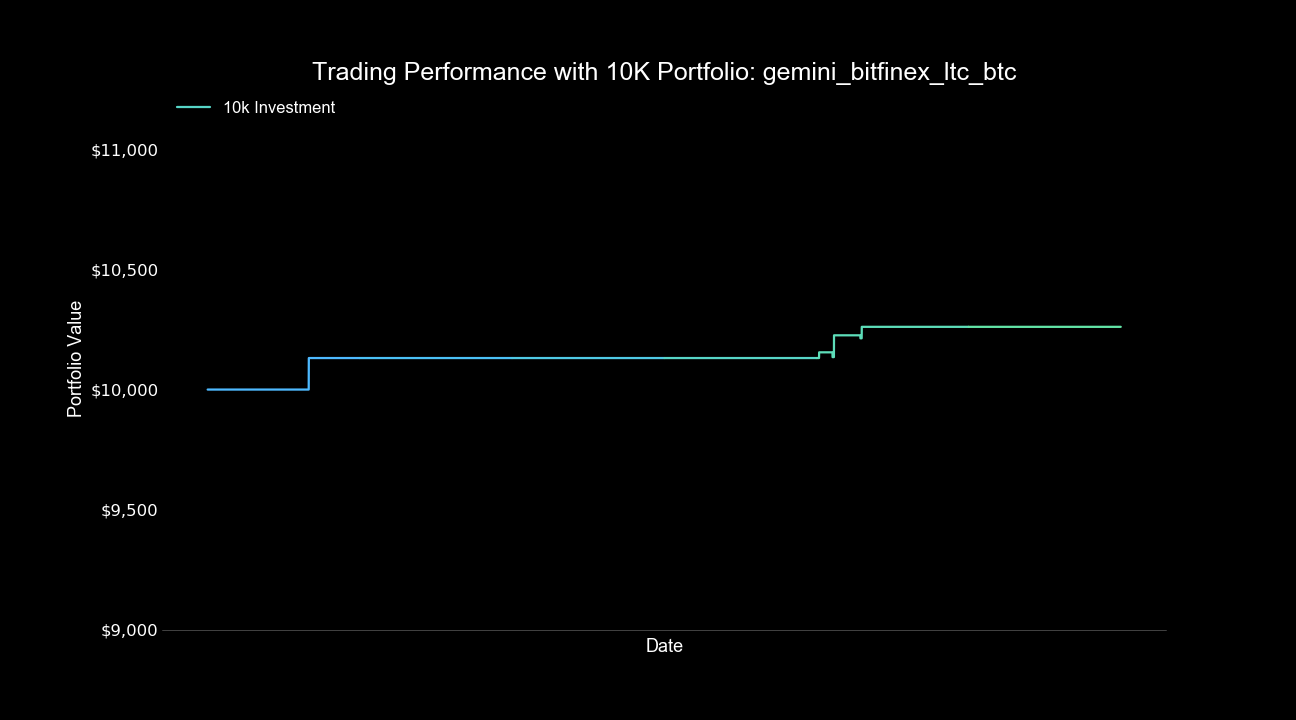 Trading Performance with 10K Portfolio: gemini_bitfinex_ltc_btc
10k Investment
$11,000
$10,500
Portfolio Value
$10,000
$9,500
$9,000
Date